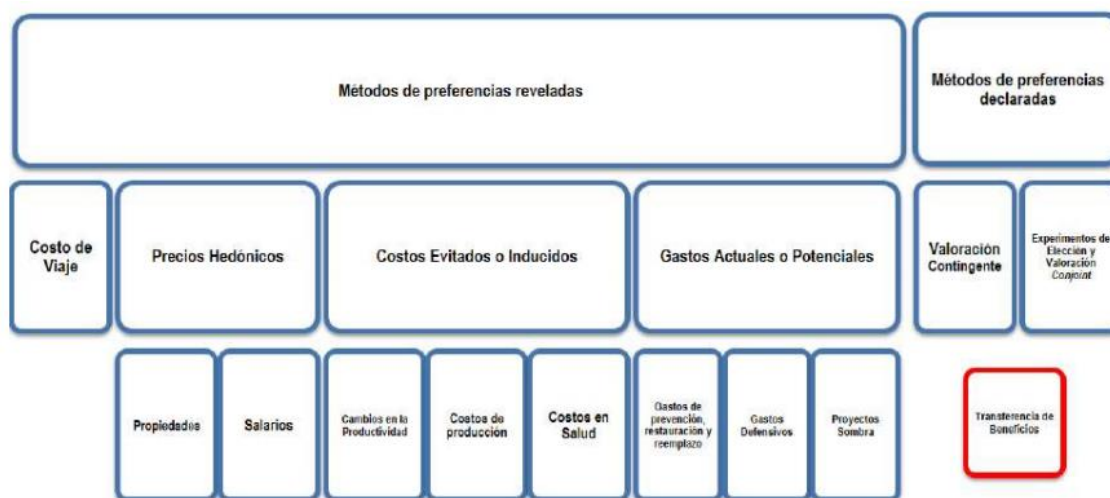 Métodos de preferencias reveladas
Métodos de preferencias
declaradas
Costo de
Viaje
Precios Hedónicos
Costos Evitados o Inducidos
Gastos Actuales o Potenciales
Valoración
Contingente
Experimentos de
Elección y
Valoración
Conjoint
Propiedades
Salarios
Cambios en la
Productividad
Costos de
producción
Costos en
Salud
Gastos de
prevención,
restauración y
reemplazo
Gastos
Defensivos
Proyectos
Sombra
Transferencia de
Beneficios